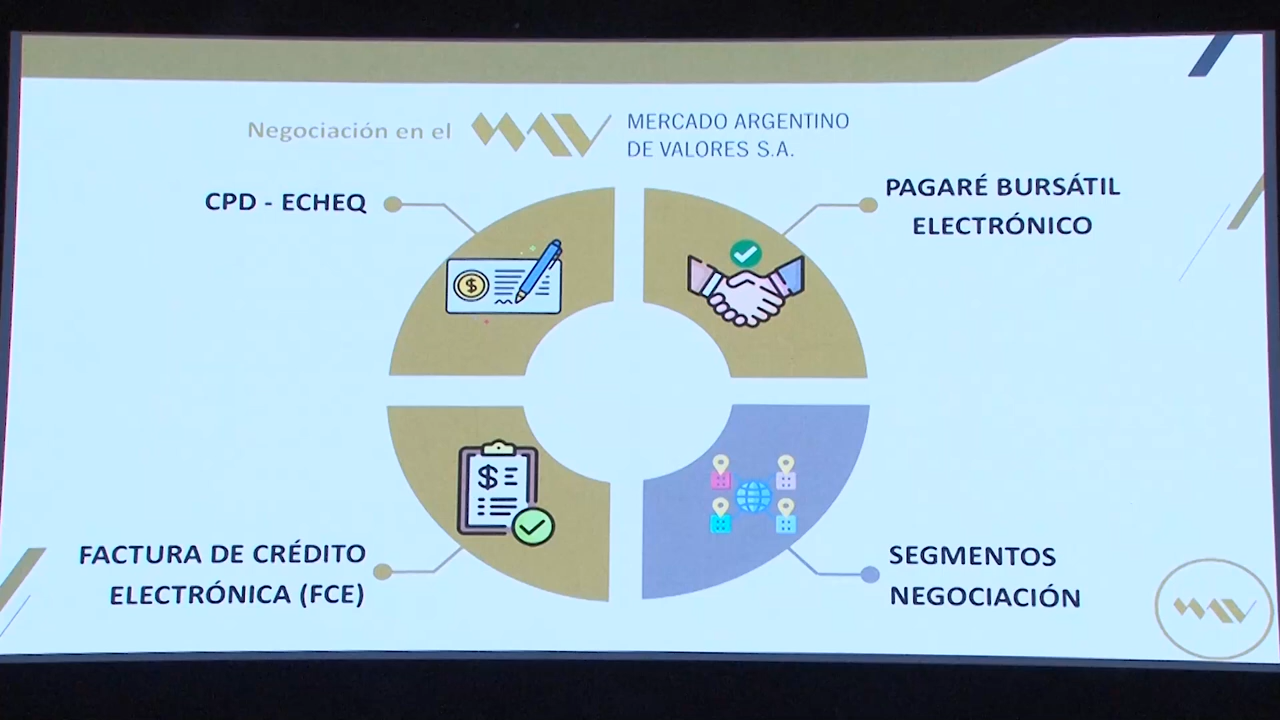 Negociación en el
MERCADO ARGENTINO
DE VALORES S.A.
CPD - ECHEQ
PAGARÉ BURSÁTIL
ELECTRÓNICO
$
$
FACTURA DE CRÉDITO
ELECTRÓNICA (FCE)
SEGMENTOS
NEGOCIACIÓN